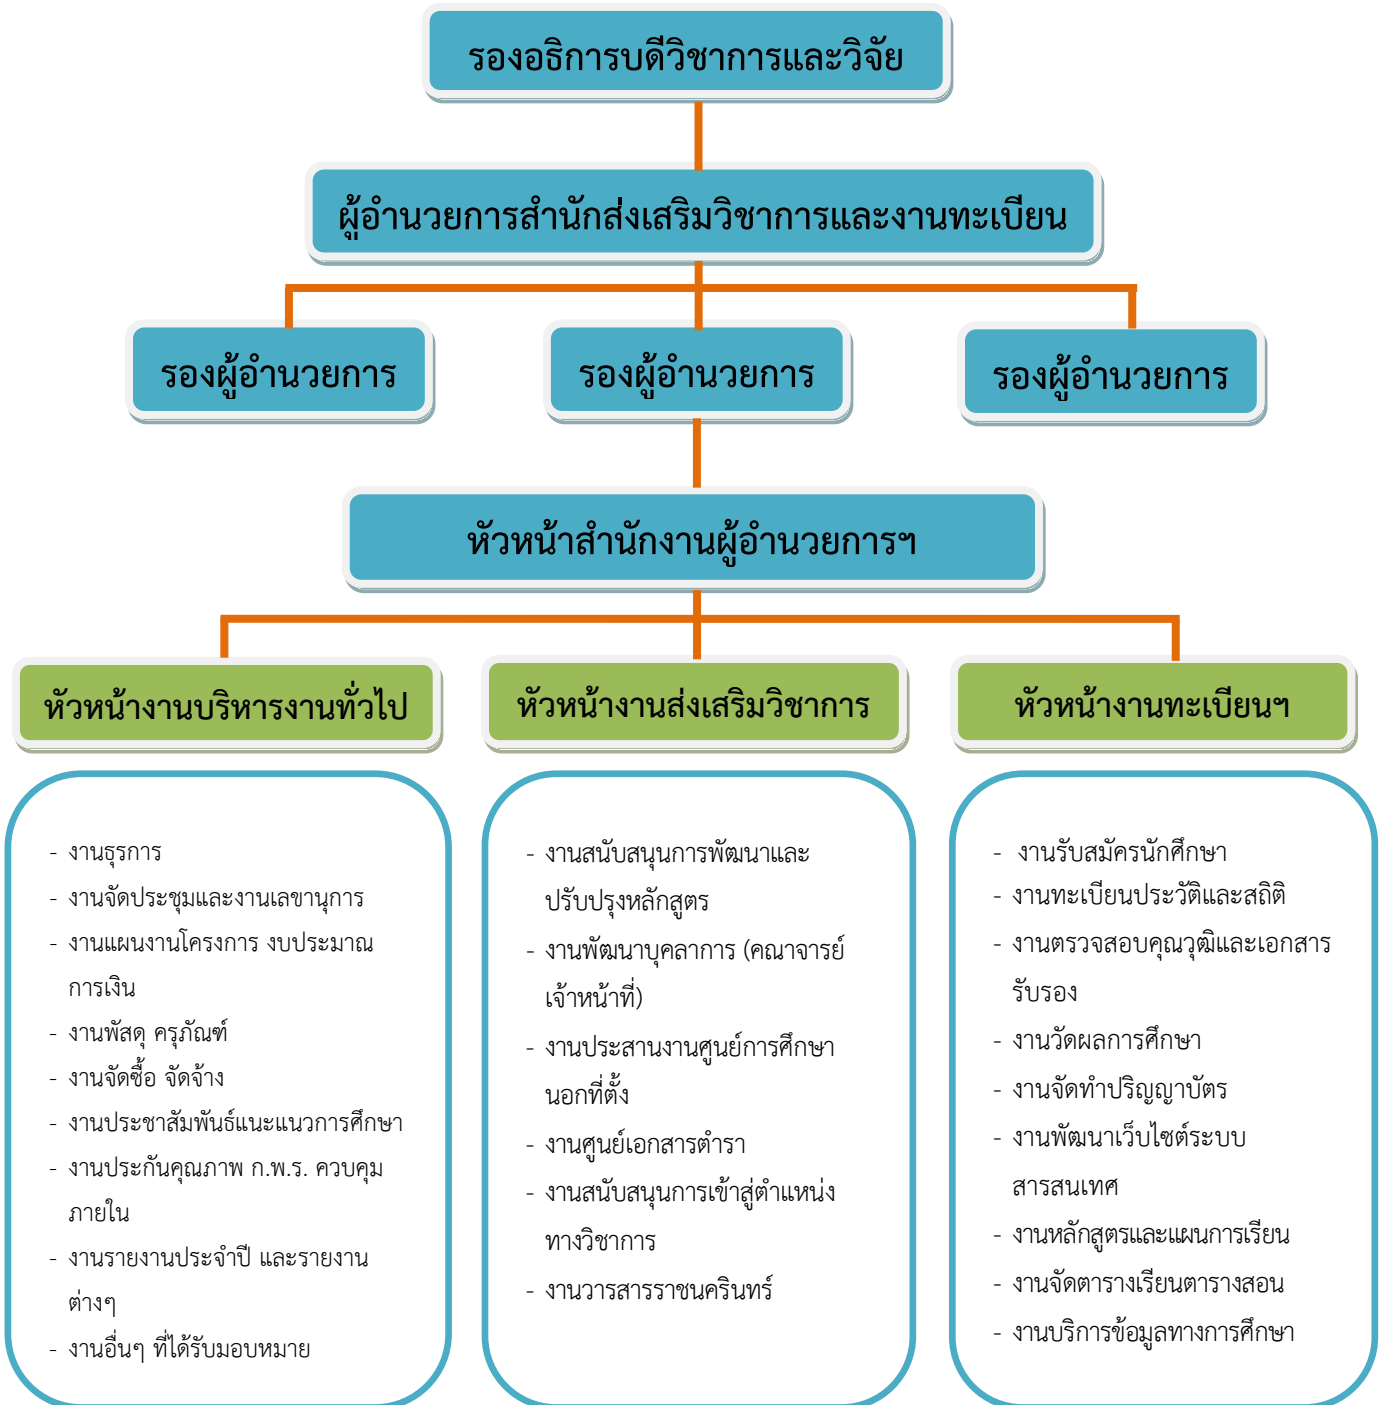 รองอธิการบดีวิชาการและวิจัย
ผู้อำนวยการสำนักส่งเสริมวิชาการและงานทะเบียน
รองผู้อำนวยการ
รองผู้อำนวยการ
รองผู้อำนวยการ
หัวหน้าสำนักงานผู้อำนวยการฯ
หัวหน้างานบริหารงานทั่วไป
- งานธุรการ
- งานจัดประชุมและงานเลขานุการ
- งานแผนงานโครงการ งบประมาณ
การเงิน
- งานพัสดุ ครุภัณฑ์
- งานจัดซื้อ จัดจ้าง
- งานประชาสัมพันธ์แนะแนวการศึกษา
- งานประกันคุณภาพ ก.พ.ร. ควบคุม
ภายใน
- งานรายงานประจำปี และรายงาน
ต่างๆ
- งานอื่นๆ ที่ได้รับมอบหมาย
หัวหน้างานส่งเสริมวิชาการ
- งานสนับสนุนการพัฒนาและ
ปรับปรุงหลักสูตร
- งานพัฒนาบุคลาการ (คณาจารย์
เจ้าหน้าที่)
- งานประสานงานศูนย์การศึกษา
นอกที่ตั้ง
- งานศูนย์เอกสารตำรา
- งานสนับสนุนการเข้าสู่ตำแหน่ง
ทางวิชาการ
- งานวารสารราชนครินทร์
หัวหน้างานทะเบียนฯ
- งานรับสมัครนักศึกษา
- งานทะเบียนประวัติและสถิติ
- งานตรวจสอบคุณวุฒิและเอกสาร
รับรอง
- งานวัดผลการศึกษา
- งานจัดทำปริญญาบัตร
- งานพัฒนาเว็บไซต์ระบบ
สารสนเทศ
- งานหลักสูตรและแผนการเรียน
- งานจัดตารางเรียนตารางสอน
- งานบริการข้อมูลทางการศึกษา